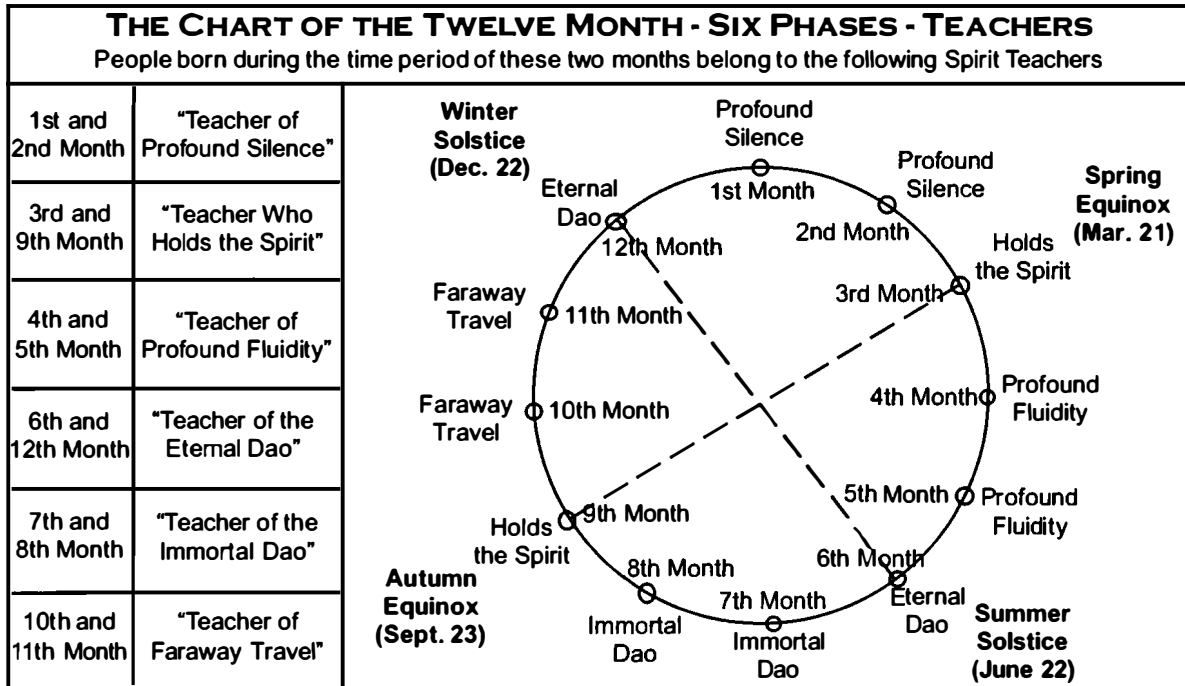 THE CHART OF THE TWELVE MONTH - SIX PHASES - TEACHERS
People born during the time period of these two months belong to the following Spirit Teachers
1st and
2nd Month
"Teacher of
Profound Silence"
3rd and
9th Month
"Teacher Who
Holds the Spirit"
4th and
5th Month
"Teacher of
Profound Fluidity"
6th and
12th Month
"Teacher of the
Eternal Dao"
7th and
8th Month
"Teacher of the
Immortal Dao"
10th and
11th Month
"Teacher of
Faraway Travel"
Winter
Solstice
(Dec. 22)
Profound
Silence
1st Month
Profound
Silence
2nd Month
Spring
Equinox
(Mar. 21)
Holds
the Spirit
3rd Month
4th Month
Profound
Fluidity
5th Month
Profound
Fluidity
6th Month
Eternal
Dao
Summer
Solstice
(June 22)
7th Month
Immortal
Dao
8th Month
Immortal
Dao
Autumn
Equinox
(Sept. 23)
9th Month
Holds
the Spirit
Faraway
Travel
10th Month
Faraway
Travel
11th Month
Eternal
Dao
12th Month